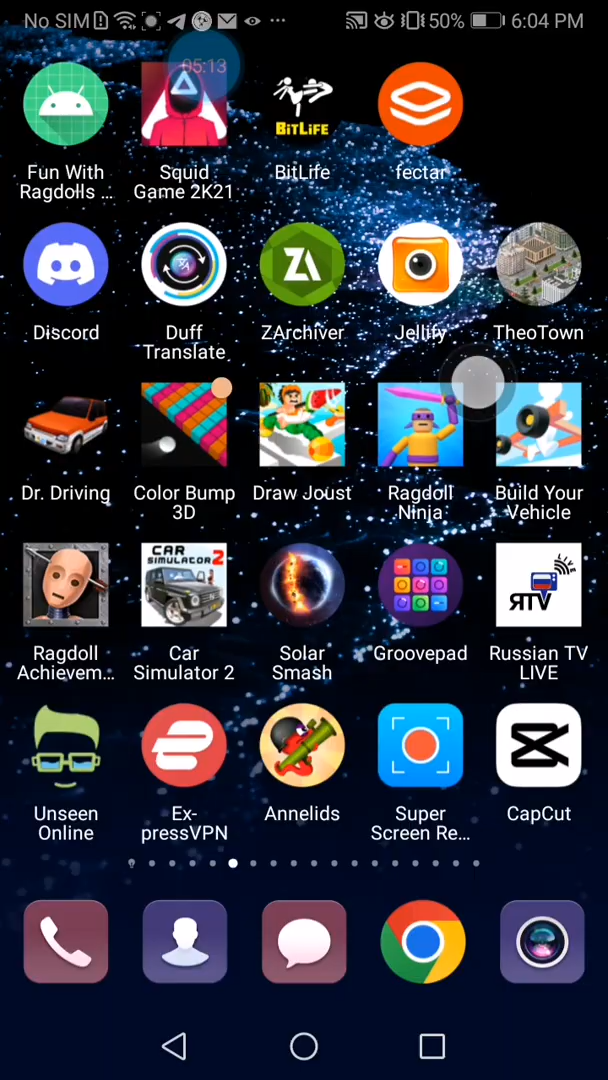 No SIM
50%
6:04 PM
05:13
BITLIFE
Fun With
Ragdolls ...
Squid
Game 2K21
BitLife
fectar
Discord
Duff
Translate
ZArchiver
Jellify
TheoTown
CAR
SIMULATOR 2
Dr. Driving
Color Bump
3D
Draw Joust
Ragdoll
Ninja
Build Your
Vehicle
Live
ЯTV
Ragdoll
Achievem...
Car
Simulator 2
Solar
Smash
Groovepad
Russian TV
LIVE
Unseen
Online
Ex-
pressVPN
Annelids
Super
Screen Re...
CapCut